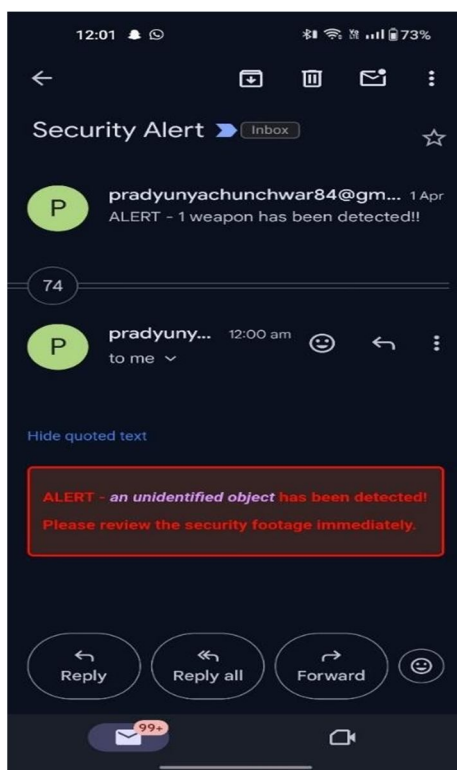 12:01 73%
Security Alert Inbox
P pradyunyachunchwar84@gm... 1 Apr
ALERT - 1 weapon has been detected!!
74
P pradyuny... 12:00 am
to me
Hide quoted text
ALERT - an unidentified object has been detected!
Please review the security footage immediately.
Reply Reply all Forward
99+